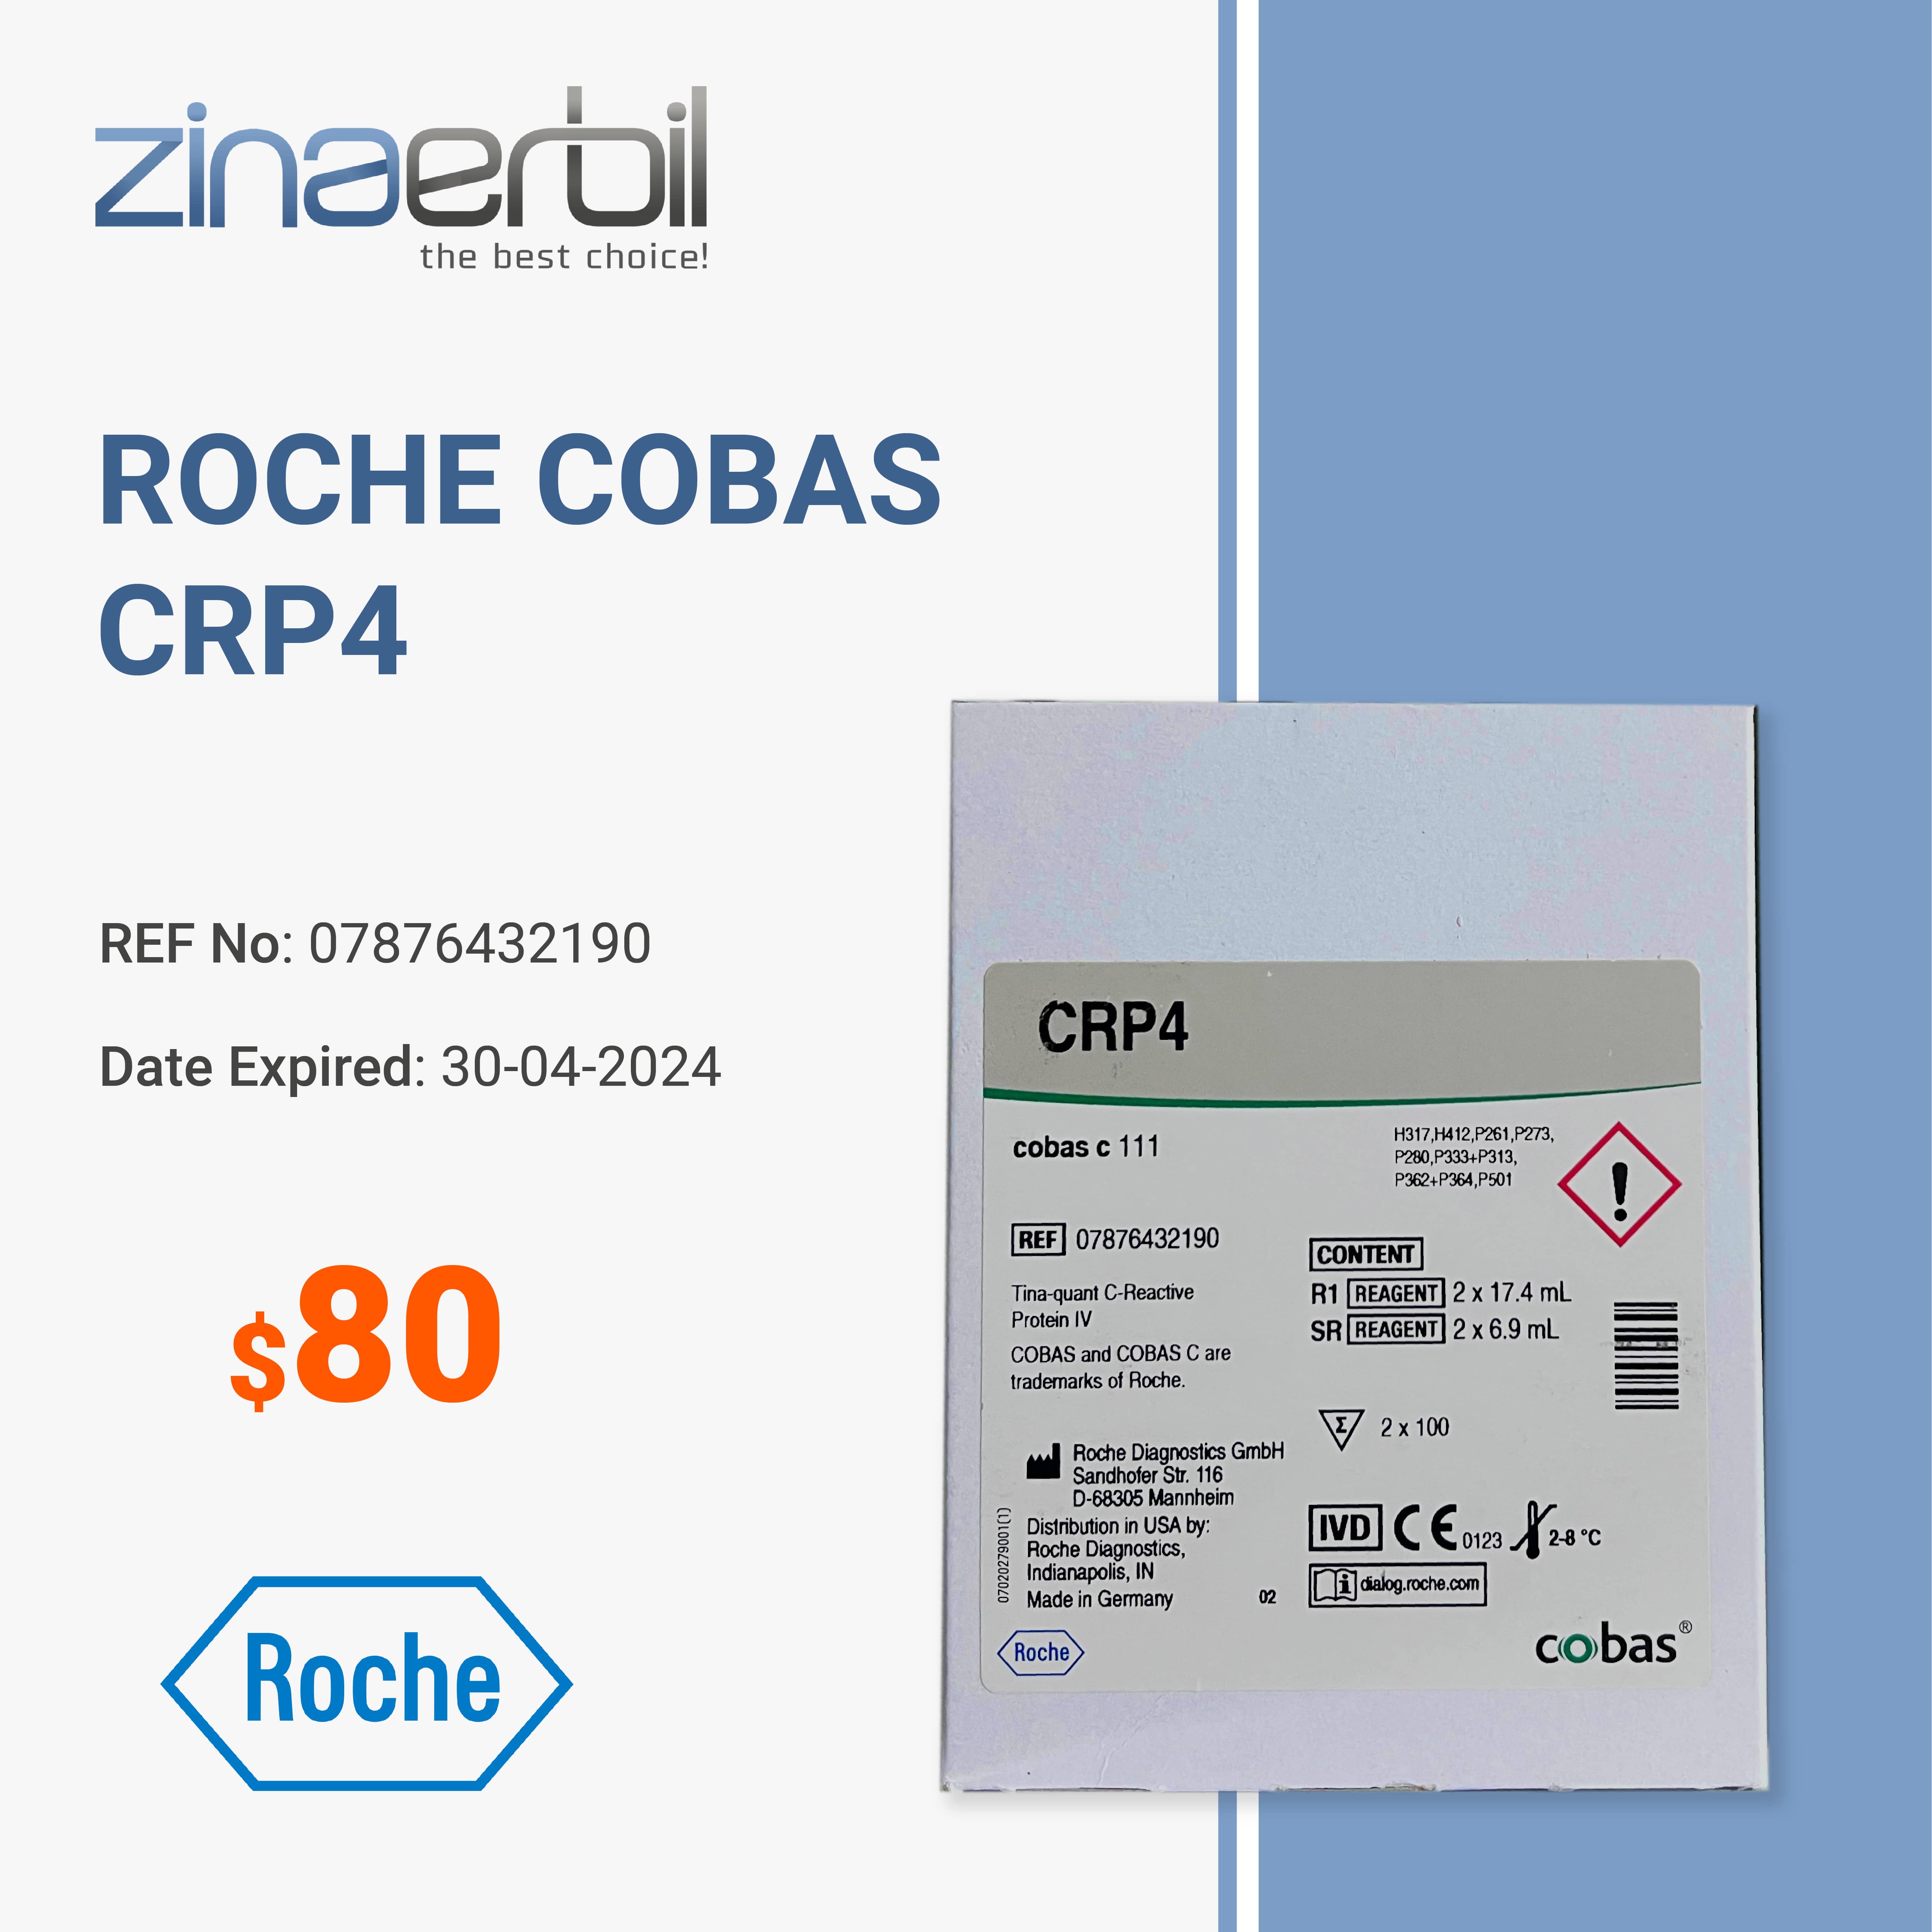 zinaerbil
the best choice!
ROCHE COBAS
CRP4
REF No: 07876432190
Date Expired: 30-04-2024
$80
Roche
CRP4
cobas c 111
H317,H412,P261,P273,
P280,P333+P313,
P362+P364,P501
REF 07876432190
Tina-quant C-Reactive
Protein IV
COBAS and COBAS C are
trademarks of Roche.
CONTENT
R1 REAGENT 2 x 17.4 mL
SR REAGENT 2 x 6.9 mL
Σ 2 x 100
Roche Diagnostics GmbH
Sandhofer Str. 116
D-68305 Mannheim
Distribution in USA by:
Roche Diagnostics,
Indianapolis, IN
Made in Germany
02
07020279001(1)
IVD CE 0123 2-8 °C
i dialog.roche.com
Roche
cobas®